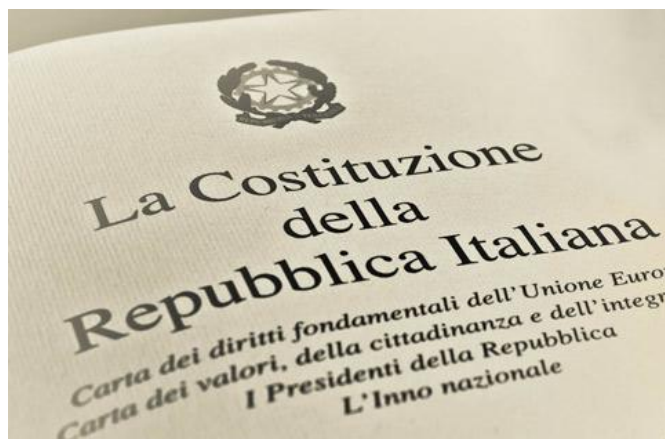 La Costituzione
della
Repubblica Italiana
Carta dei diritti fondamentali dell'Unione
Carta dei valori, della cittadinanza e
I Presidenti della Repubblica
L'Inno nazionale